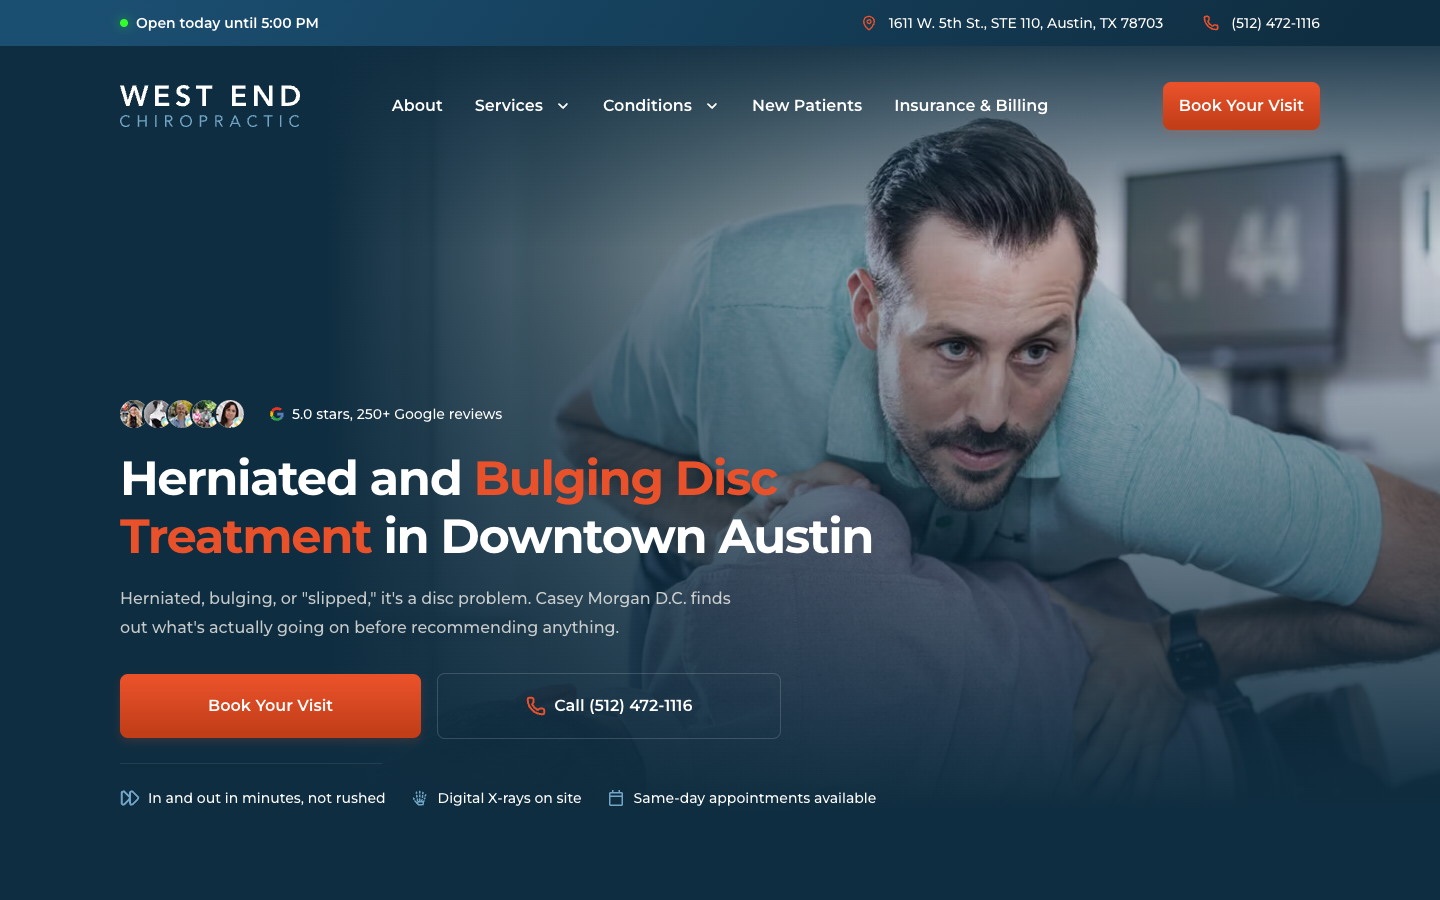 Open today until 5:00 PM
1611 W. 5th St., STE 110, Austin, TX 78703
(512) 472-1116
WEST END
CHIROPRACTIC
About
Services
Conditions
New Patients
Insurance & Billing
Book Your Visit
1 44
5.0 stars, 250+ Google reviews
Herniated and Bulging Disc
Treatment in Downtown Austin
Herniated, bulging, or "slipped," it's a disc problem. Casey Morgan D.C. finds
out what's actually going on before recommending anything.
Book Your Visit
Call (512) 472-1116
In and out in minutes, not rushed
Digital X-rays on site
Same-day appointments available